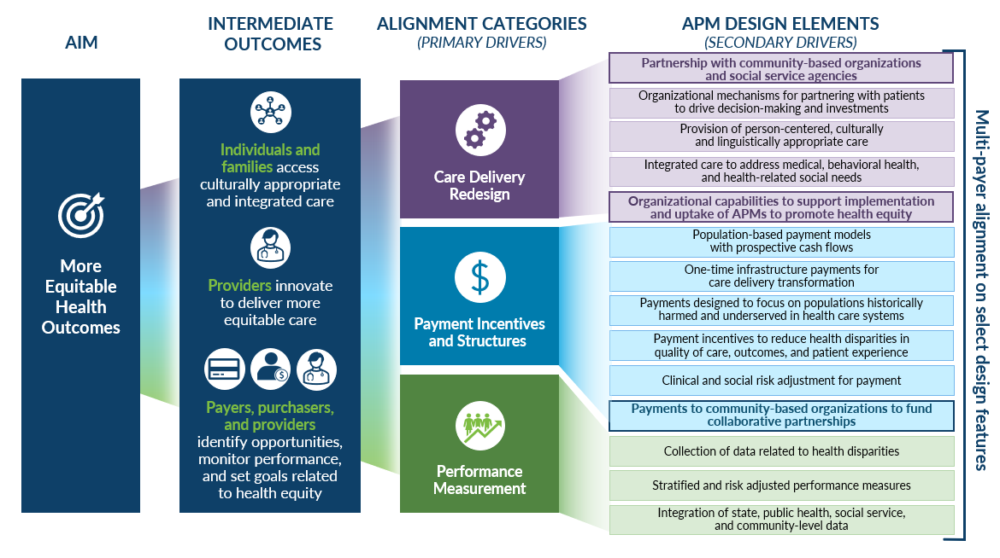 AIM
INTERMEDIATE
OUTCOMES
ALIGNMENT CATEGORIES
(PRIMARY DRIVERS)
APM DESIGN ELEMENTS
(SECONDARY DRIVERS)
More
Equitable
Health
Outcomes
Individuals and
families access
culturally appropriate
and integrated care
Providers innovate
to deliver more
equitable care
$
Payers, purchasers,
and providers
identify opportunities,
monitor performance,
and set goals related
to health equity
Care Delivery
Redesign
$
Payment Incentives
and Structures
Performance
Measurement
Partnership with community-based organizations
and social service agencies
Organizational mechanisms for partnering with patients
to drive decision-making and investments
Provision of person-centered, culturally
and linguistically appropriate care
Integrated care to address medical, behavioral health,
and health-related social needs
Organizational capabilities to support implementation
and uptake of APMs to promote health equity
Population-based payment models
with prospective cash flows
One-time infrastructure payments for
care delivery transformation
Payments designed to focus on populations historically
harmed and underserved in health care systems
Payment incentives to reduce health disparities in
quality of care, outcomes, and patient experience
Clinical and social risk adjustment for payment
Payments to community-based organizations to fund
collaborative partnerships
Collection of data related to health disparities
Stratified and risk adjusted performance measures
Integration of state, public health, social service,
and community-level data
Multi-payer alignment on select design features